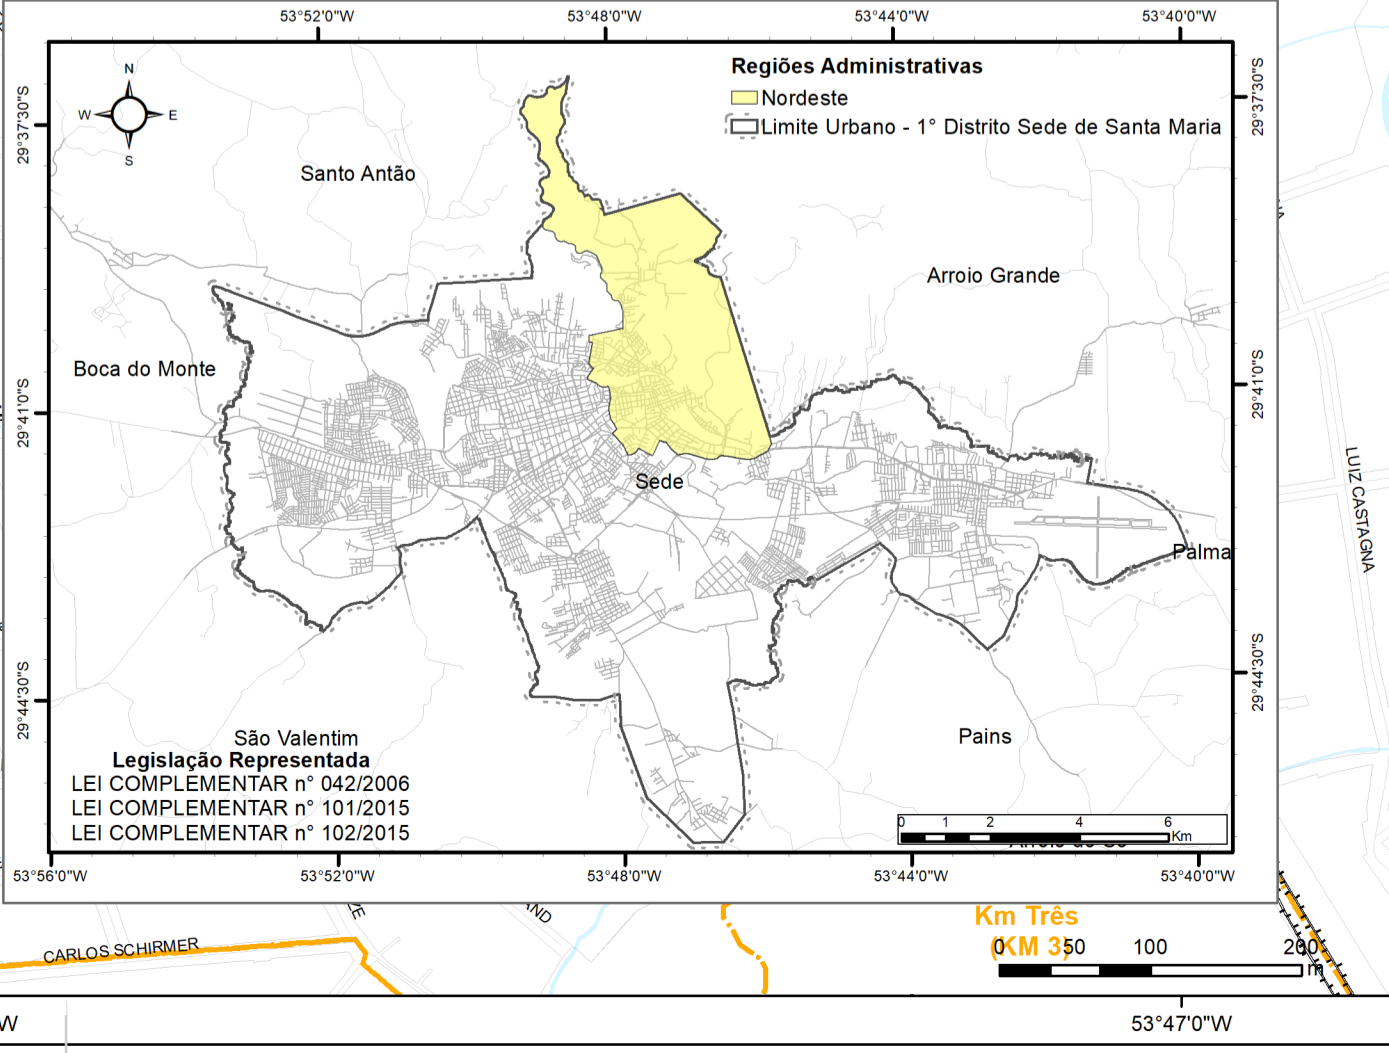 53°52'0"W
53°48'0"W
53°44'0"W
53°40'0"W
Regiões Administrativas
Nordeste
Limite Urbano - 1° Distrito Sede de Santa Maria
N
W
E
S
29°37'30"S
29°37'30"S
Santo Antão
Arroio Grande
Boca do Monte
29°41'0"S
29°41'0"S
Sede
LUIZ CASTAGNA
Palma
29°44'30"S
29°44'30"S
São Valentim
Pains
Legislação Representada
LEI COMPLEMENTAR n° 042/2006
LEI COMPLEMENTAR n° 101/2015
LEI COMPLEMENTAR n° 102/2015
0 1 2 4 6
Km
53°56'0"W
53°52'0"W
53°48'0"W
53°44'0"W
53°40'0"W
Km Três
(KM 3)
CARLOS SCHIRMER
0 50 100 200
m
W
53°47'0"W